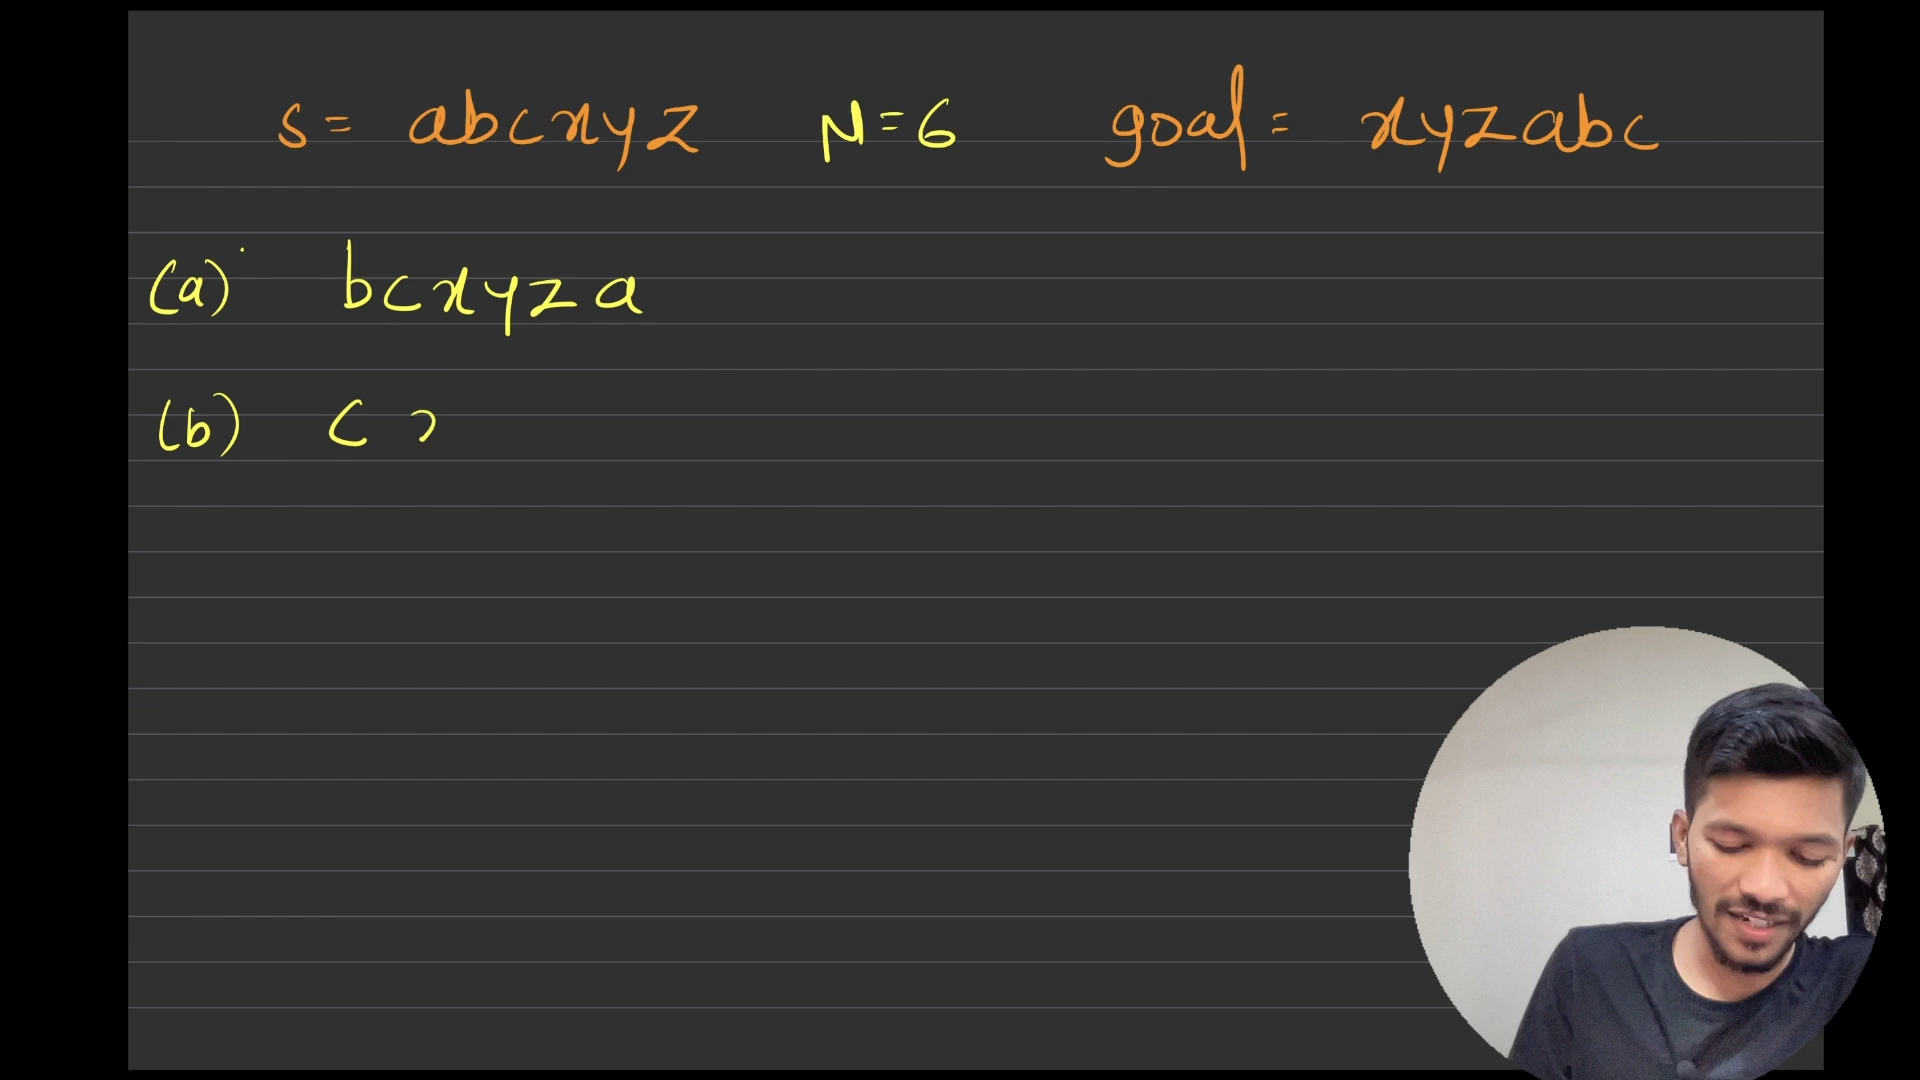 s= abcxyz N=6 goal= xyzabc
(a) bcxyza
(b) c